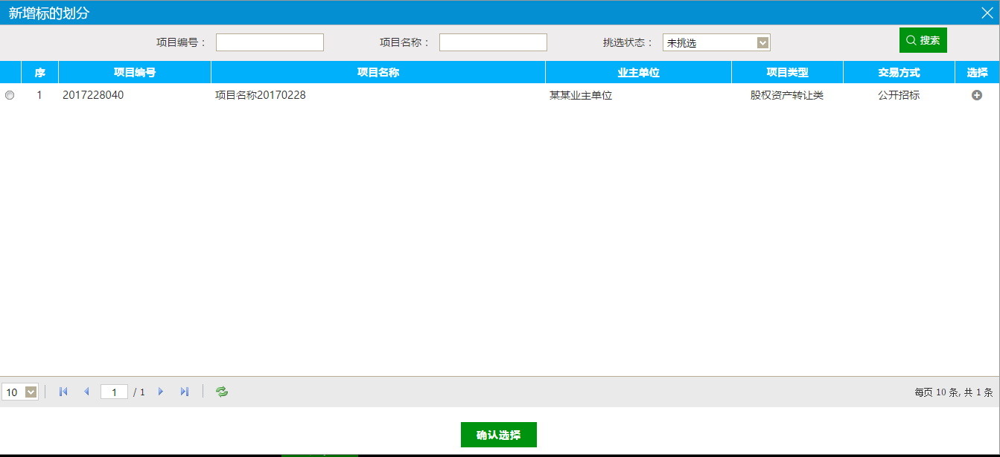 新增标的划分
项目编号： 项目名称： 挑选状态： 未挑选 搜索
序 项目编号 项目名称 业主单位 项目类型 交易方式 选择
1 2017228040 项目名称20170228 某某业主单位 股权资产转让类 公开招标
10 1 / 1 每页 10 条, 共 1 条
确认选择